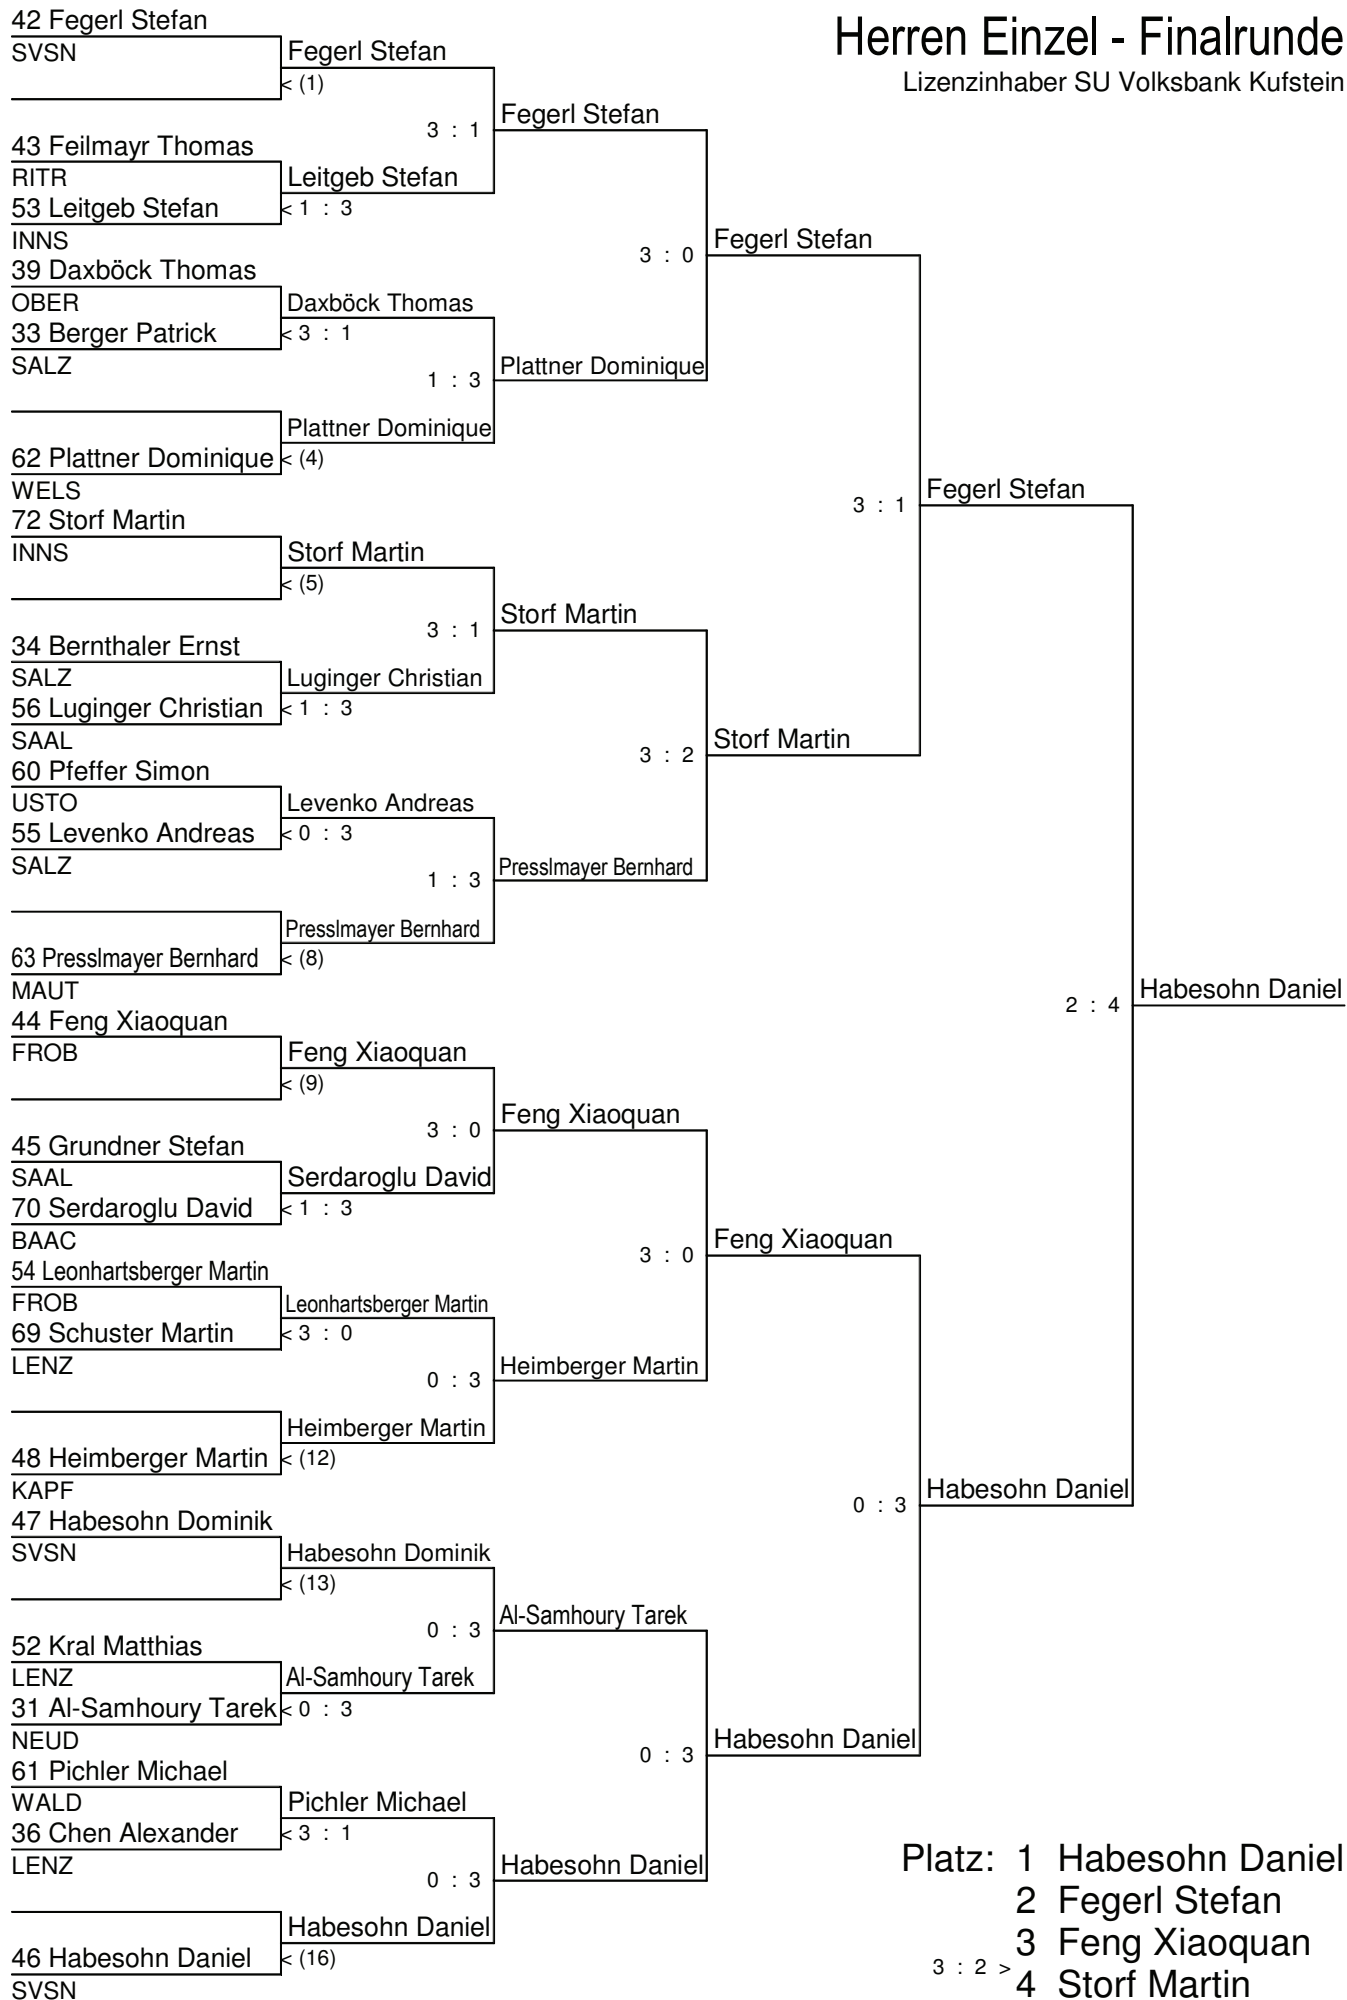 Herren Einzel - Finalrunde
Lizenzinhaber SU Volksbank Kufstein
42 Fegerl Stefan
SVSN
Fegerl Stefan
< (1)
3 : 1
Fegerl Stefan
43 Feilmayr Thomas
RITR
Leitgeb Stefan
53 Leitgeb Stefan
< 1 : 3
INNS
3 : 0
Fegerl Stefan
39 Daxböck Thomas
OBER
Daxböck Thomas
33 Berger Patrick
< 3 : 1
SALZ
1 : 3
Plattner Dominique
Plattner Dominique
62 Plattner Dominique
< (4)
WELS
3 : 1
Fegerl Stefan
72 Storf Martin
INNS
Storf Martin
< (5)
3 : 1
Storf Martin
34 Bernthaler Ernst
SALZ
Luginger Christian
56 Luginger Christian
< 1 : 3
SAAL
3 : 2
Storf Martin
60 Pfeffer Simon
USTO
Levenko Andreas
55 Levenko Andreas
< 0 : 3
SALZ
1 : 3
Presslmayer Bernhard
Presslmayer Bernhard
63 Presslmayer Bernhard
< (8)
MAUT
2 : 4
Habesohn Daniel
44 Feng Xiaoquan
FROB
Feng Xiaoquan
< (9)
3 : 0
Feng Xiaoquan
45 Grundner Stefan
SAAL
Serdaroglu David
70 Serdaroglu David
< 1 : 3
BAAC
3 : 0
Feng Xiaoquan
54 Leonhartsberger Martin
FROB
Leonhartsberger Martin
69 Schuster Martin
< 3 : 0
LENZ
0 : 3
Heimberger Martin
Heimberger Martin
48 Heimberger Martin
< (12)
KAPF
0 : 3
Habesohn Daniel
47 Habesohn Dominik
SVSN
Habesohn Dominik
< (13)
0 : 3
Al-Samhoury Tarek
52 Kral Matthias
LENZ
Al-Samhoury Tarek
31 Al-Samhoury Tarek
< 0 : 3
NEUD
0 : 3
Habesohn Daniel
61 Pichler Michael
WALD
Pichler Michael
36 Chen Alexander
< 3 : 1
LENZ
0 : 3
Habesohn Daniel
Habesohn Daniel
46 Habesohn Daniel
< (16)
SVSN
Platz: 1 Habesohn Daniel
2 Fegerl Stefan
3 Feng Xiaoquan
3 : 2 >
4 Storf Martin